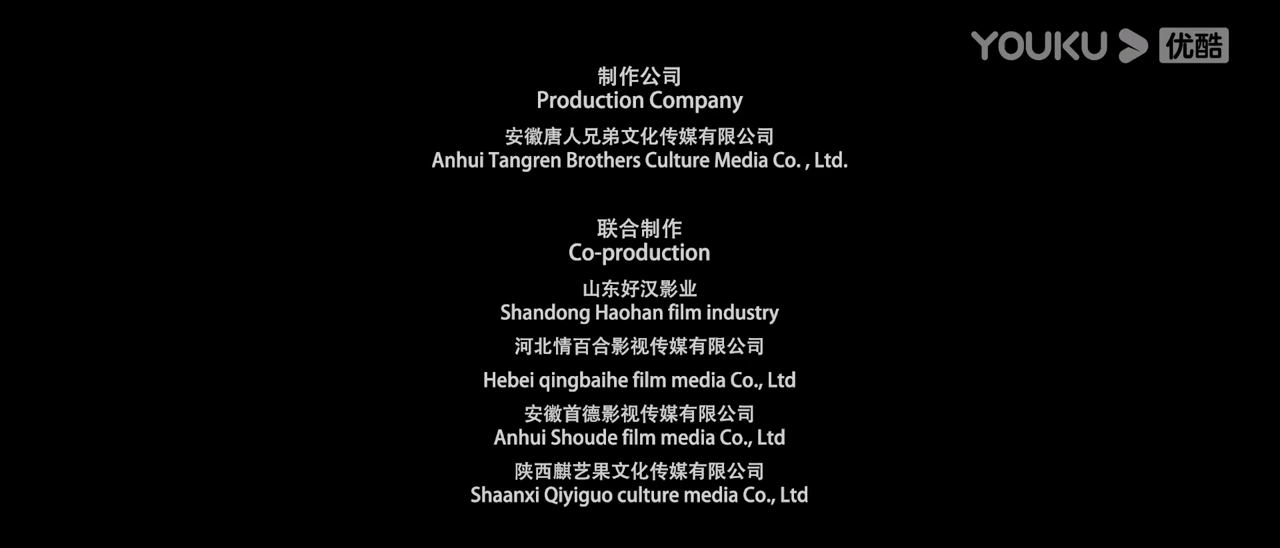 YOUKU 优酷
制作公司
Production Company
安徽唐人兄弟文化传媒有限公司
Anhui Tangren Brothers Culture Media Co. , Ltd.
联合制作
Co-production
山东好汉影业
Shandong Haohan film industry
河北情百合影视传媒有限公司
Hebei qingbaihe film media Co., Ltd
安徽首德影视传媒有限公司
Anhui Shoude film media Co., Ltd
陕西麒艺果文化传媒有限公司
Shaanxi Qiyiguo culture media Co., Ltd